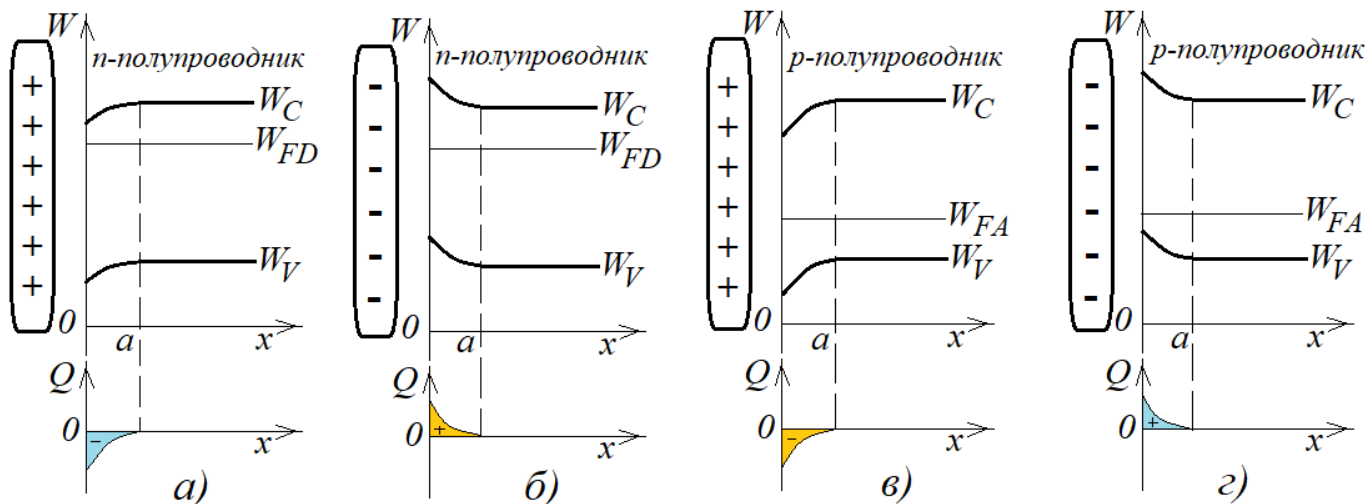 W
n-полупроводник
+
+
+
+
+
+
W_C
W_FD
W_V
0
a
x
Q
0
-
x
а)
W
n-полупроводник
-
-
-
-
-
-
W_C
W_FD
W_V
0
a
x
Q
0
+
x
б)
W
p-полупроводник
+
+
+
+
+
+
W_C
W_FA
W_V
0
a
x
Q
0
-
x
в)
W
p-полупроводник
-
-
-
-
-
-
W_C
W_FA
W_V
0
a
x
Q
0
+
x
г)